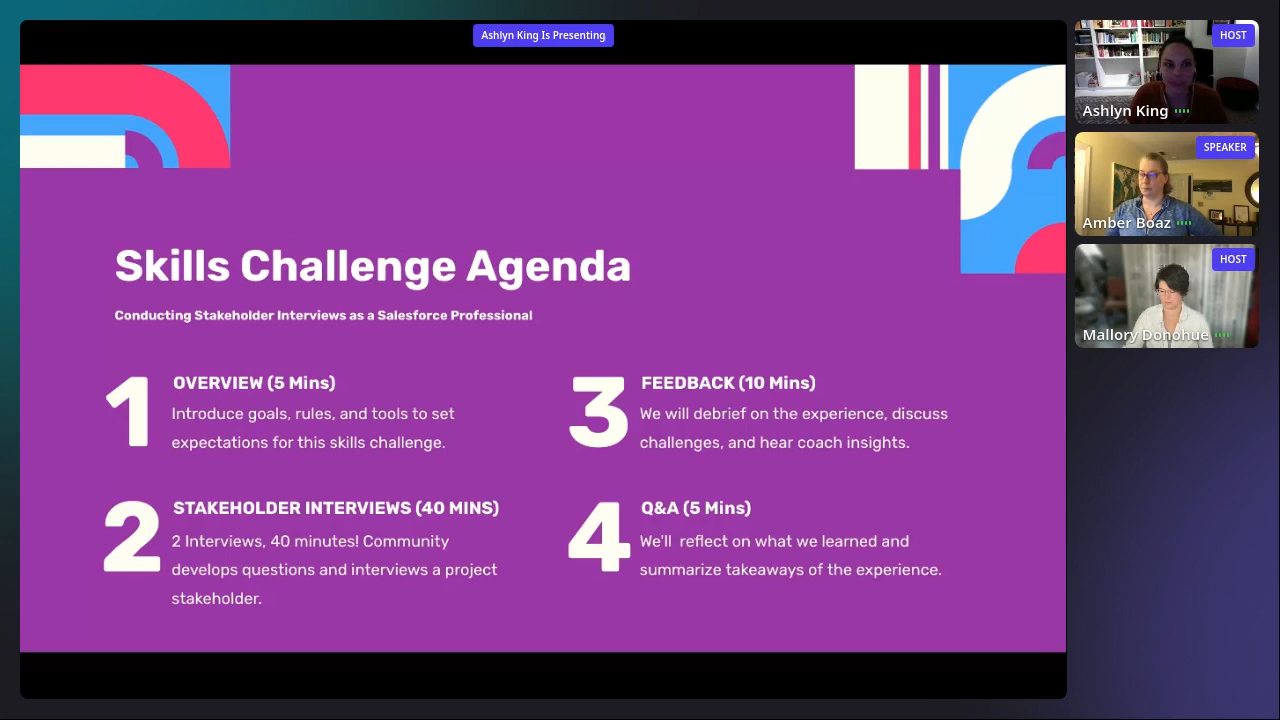 Ashlyn King Is Presenting
HOST
Ashlyn King
SPEAKER
Amber Boaz
HOST
Mallory Donohue
Skills Challenge Agenda
Conducting Stakeholder Interviews as a Salesforce Professional
1
OVERVIEW (5 Mins)
Introduce goals, rules, and tools to set
expectations for this skills challenge.
2
STAKEHOLDER INTERVIEWS (40 MINS)
2 Interviews, 40 minutes! Community
develops questions and interviews a project
stakeholder.
3
FEEDBACK (10 Mins)
We will debrief on the experience, discuss
challenges, and hear coach insights.
4
Q&A (5 Mins)
We'll  reflect on what we learned and
summarize takeaways of the experience.